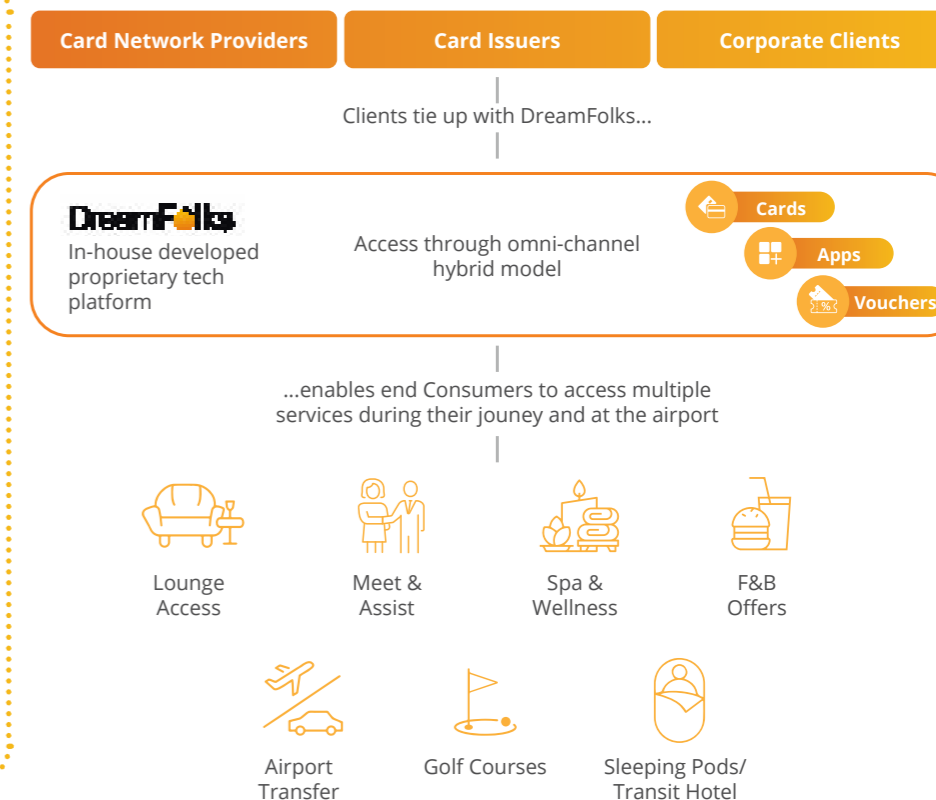 Card Network Providers
Card Issuers
Corporate Clients
Clients tie up with DreamFolks...
DreamFolks
In-house developed
proprietary tech
platform
Access through omni-channel
hybrid model
Cards
Apps
%
Vouchers
...enables end Consumers to access multiple
services during their jouney and at the airport
Lounge
Access
Meet &
Assist
Spa &
Wellness
F&B
Offers
Airport
Transfer
Golf Courses
Sleeping Pods/
Transit Hotel